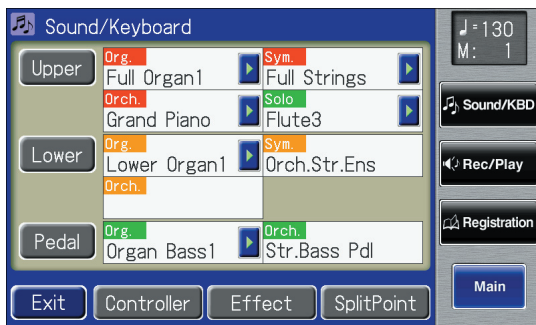 Sound/Keyboard
♩=130
M: 1
Upper
Org.
Full Organ1
Sym.
Full Strings
Orch.
Grand Piano
Solo
Flute3
Sound/KBD
Lower
Org.
Lower Organ1
Sym.
Orch.Str.Ens
Orch.
Rec/Play
Pedal
Org.
Organ Bass1
Orch.
Str.Bass Pdl
Registration
Exit
Controller
Effect
SplitPoint
Main